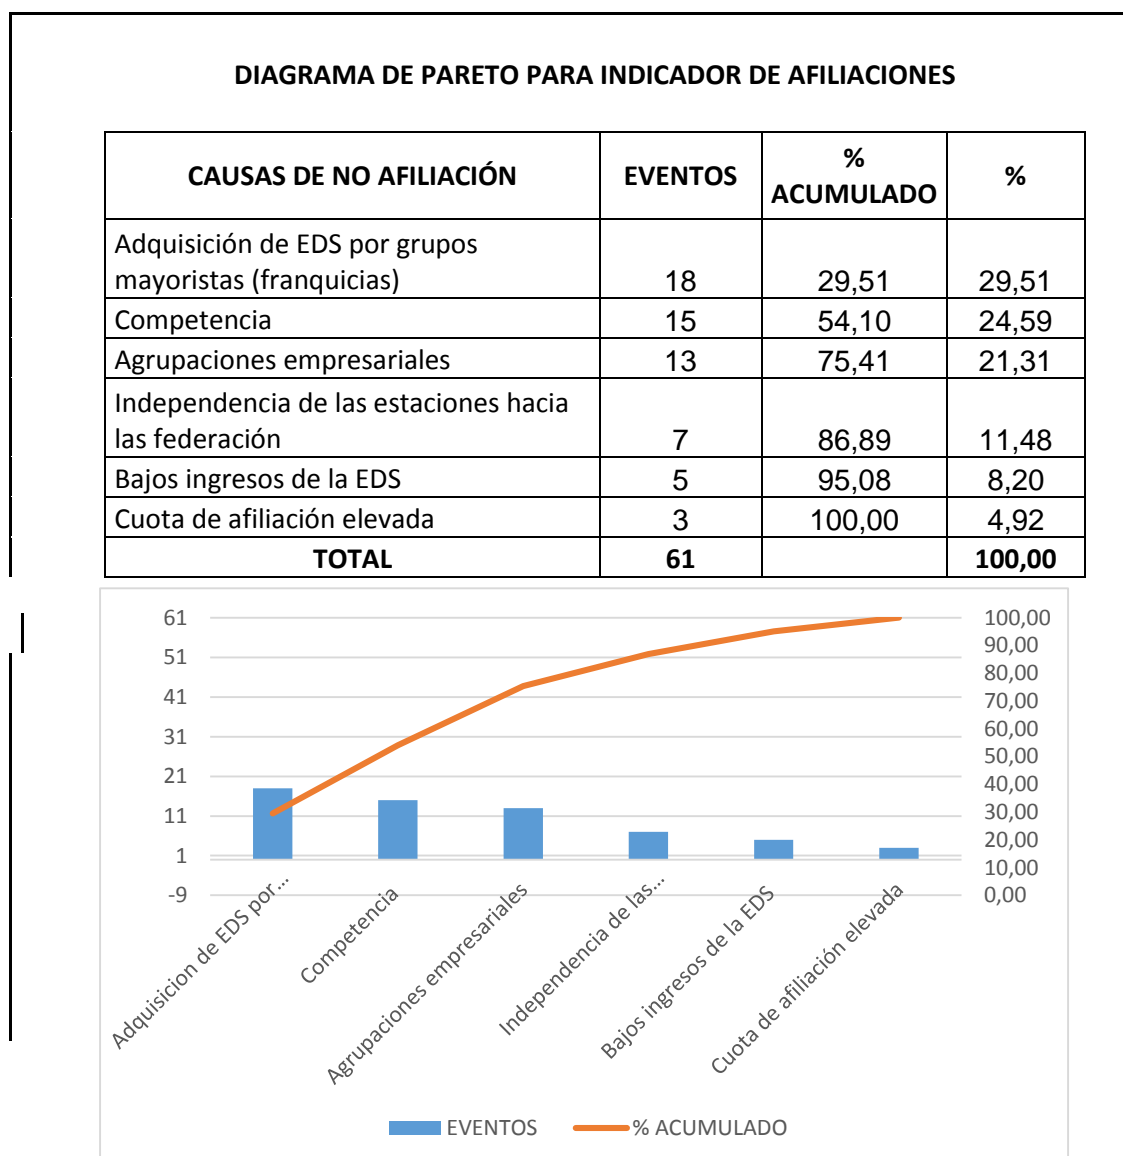 DIAGRAMA DE PARETO PARA INDICADOR DE AFILIACIONES
CAUSAS DE NO AFILIACIÓN EVENTOS % ACUMULADO %
Adquisición de EDS por grupos
mayoristas (franquicias) 18 29,51 29,51
Competencia 15 54,10 24,59
Agrupaciones empresariales 13 75,41 21,31
Independencia de las estaciones hacia
las federación 7 86,89 11,48
Bajos ingresos de la EDS 5 95,08 8,20
Cuota de afiliación elevada 3 100,00 4,92
TOTAL 61 100,00
61
51
41
31
21
11
1
-9
100,00
90,00
80,00
70,00
60,00
50,00
40,00
30,00
20,00
10,00
0,00
Adquisicion de EDS por...
Competencia
Agrupaciones empresariales
Independencia de las...
Bajos ingresos de la EDS
Cuota de afiliación elevada
EVENTOS
% ACUMULADO